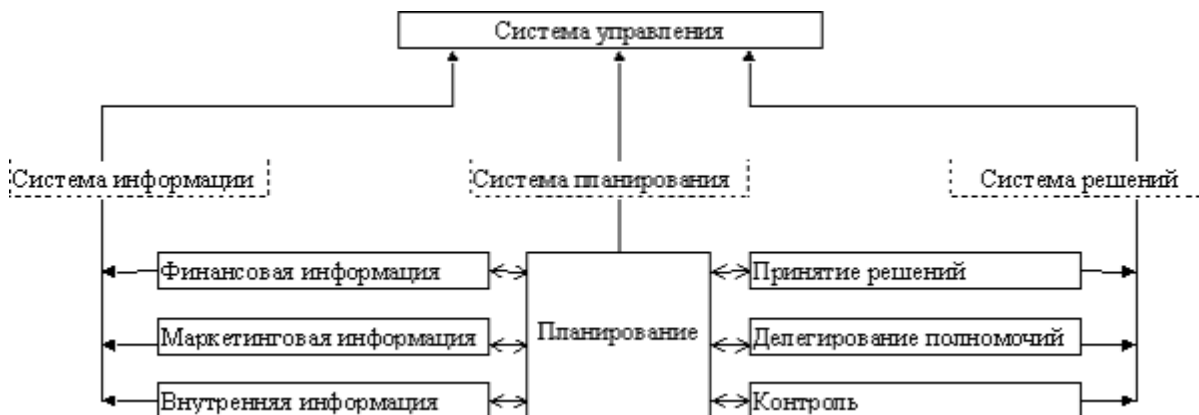 Система управления
Система информации
Система планирования
Система решений
Финансовая информация
Принятие решений
Маркетинговая информация
Планирование
Делегирование полномочий
Внутренняя информация
Контроль